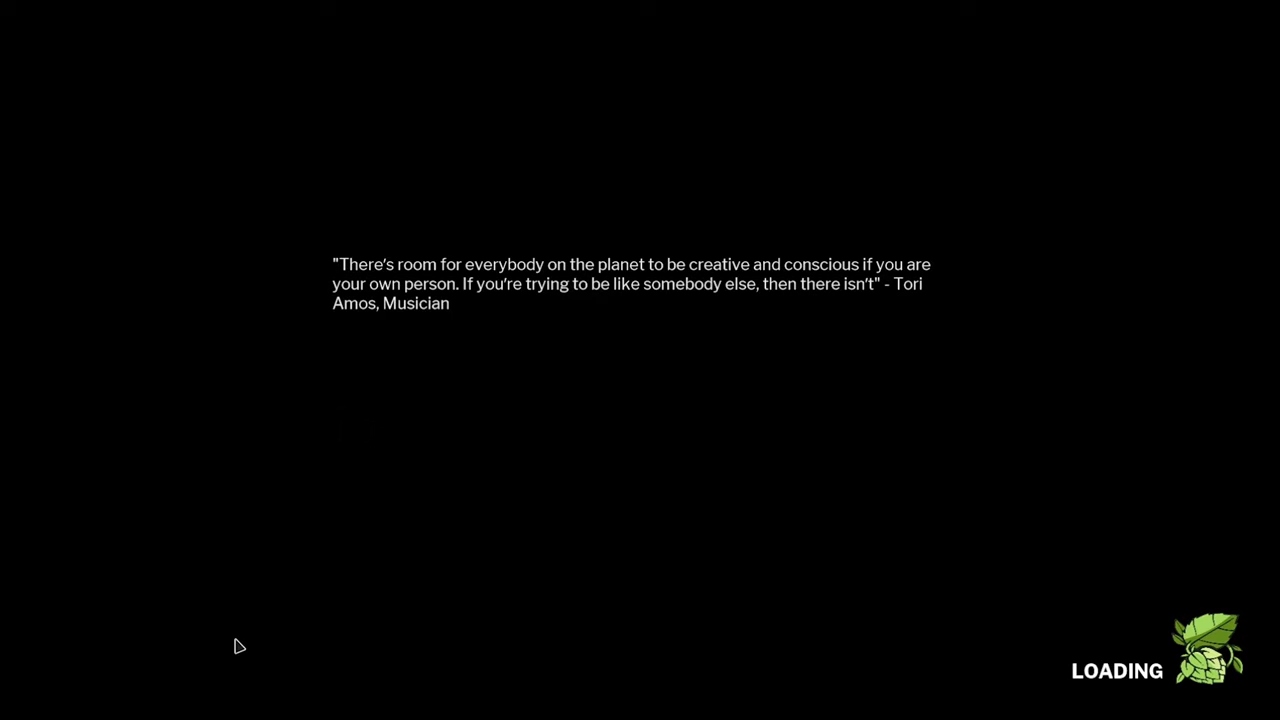 "There's room for everybody on the planet to be creative and conscious if you are
your own person. If you're trying to be like somebody else, then there isn't" - Tori
Amos, Musician
LOADING